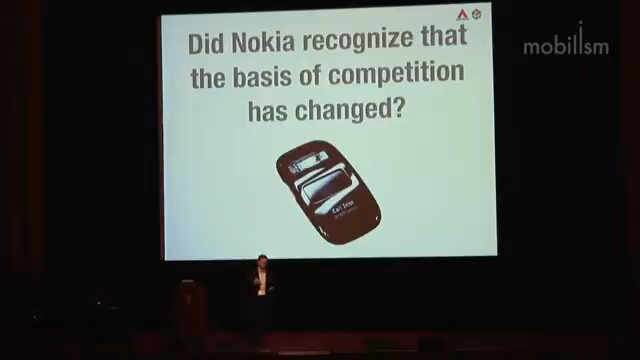 Did Nokia recognize that
the basis of competition
has changed?
mobilism